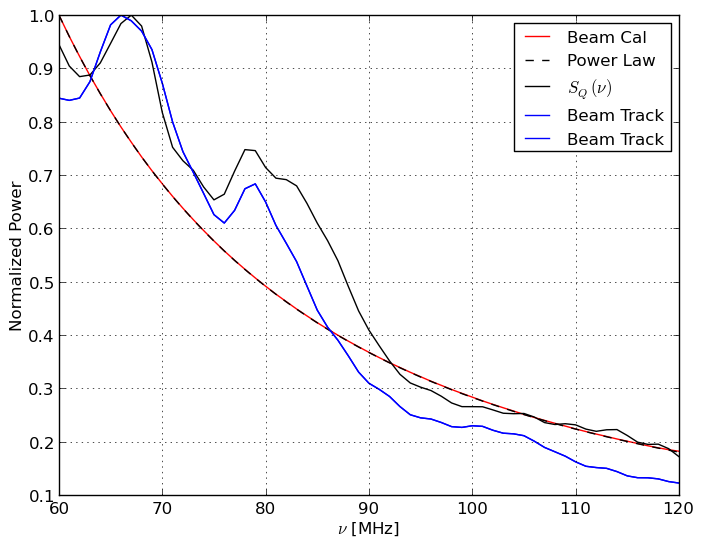 1.0
0.9
0.8
0.7
0.6
0.5
0.4
0.3
0.2
0.1
Normalized Power
60 70 80 90 100 110 120
ν [MHz]
Beam Cal
Power Law
S_Q(ν)
Beam Track
Beam Track